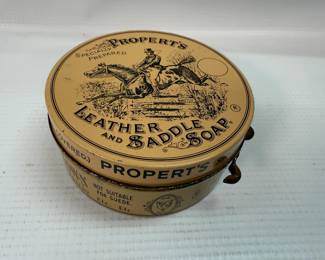 PROPERT'S
SPECIALLY
PREPARED
LEATHER
AND SADDLE
SOAP.
PROPERT'S
NOT SUITABLE
FOR SUEDE